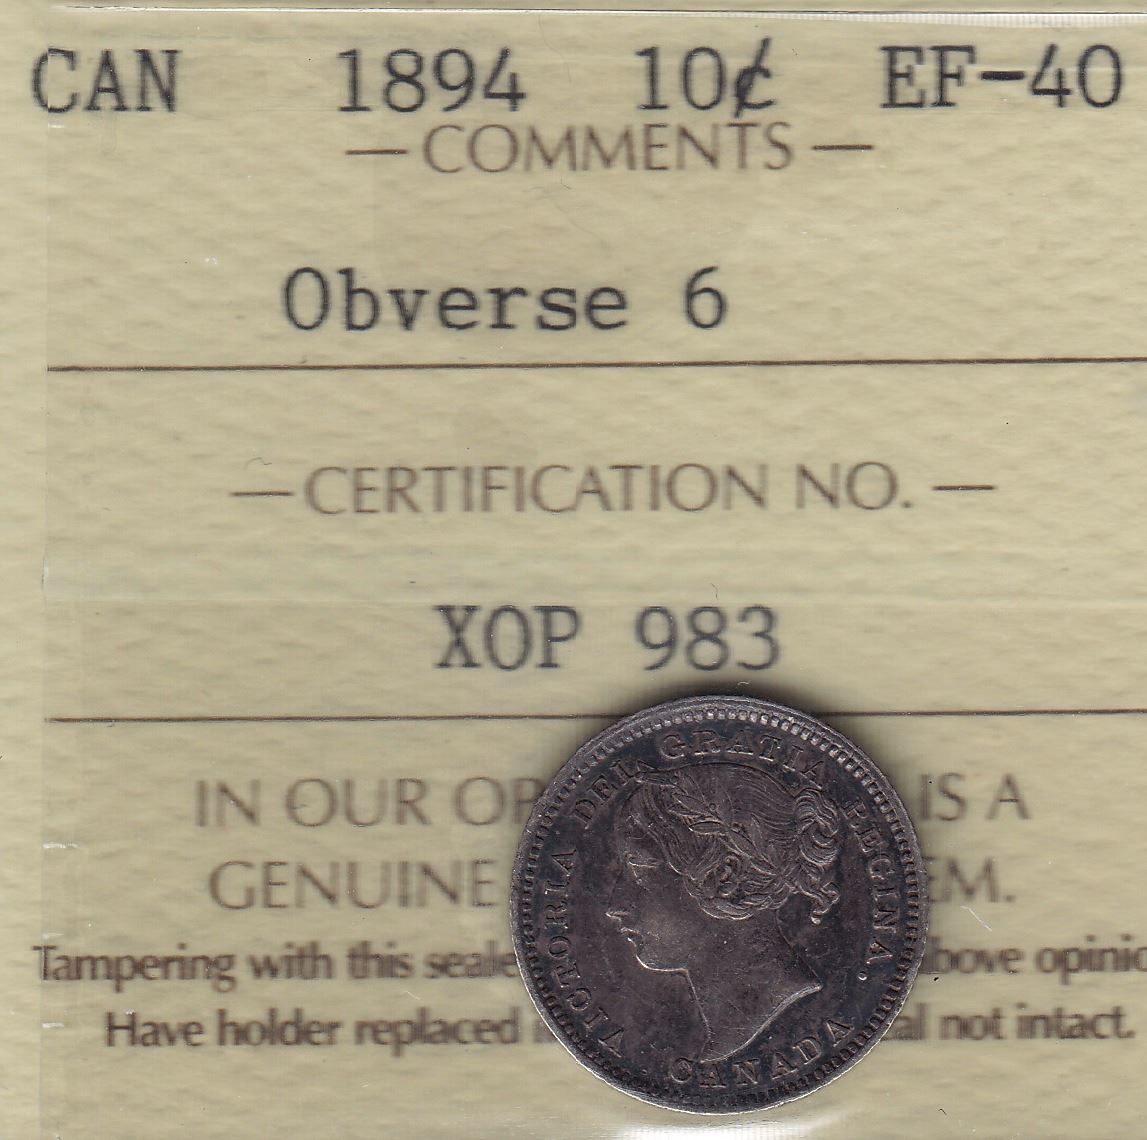 CAN 1894 10¢ EF-40
— COMMENTS —
Obverse 6
— CERTIFICATION NO. —
XOP 983
IN OUR OP IS A
GENUINE EM.
Tampering with this seale bove opinio
Have holder replaced al not intact.
VICTORIA DEI GRATIA REGINA.
CANADA